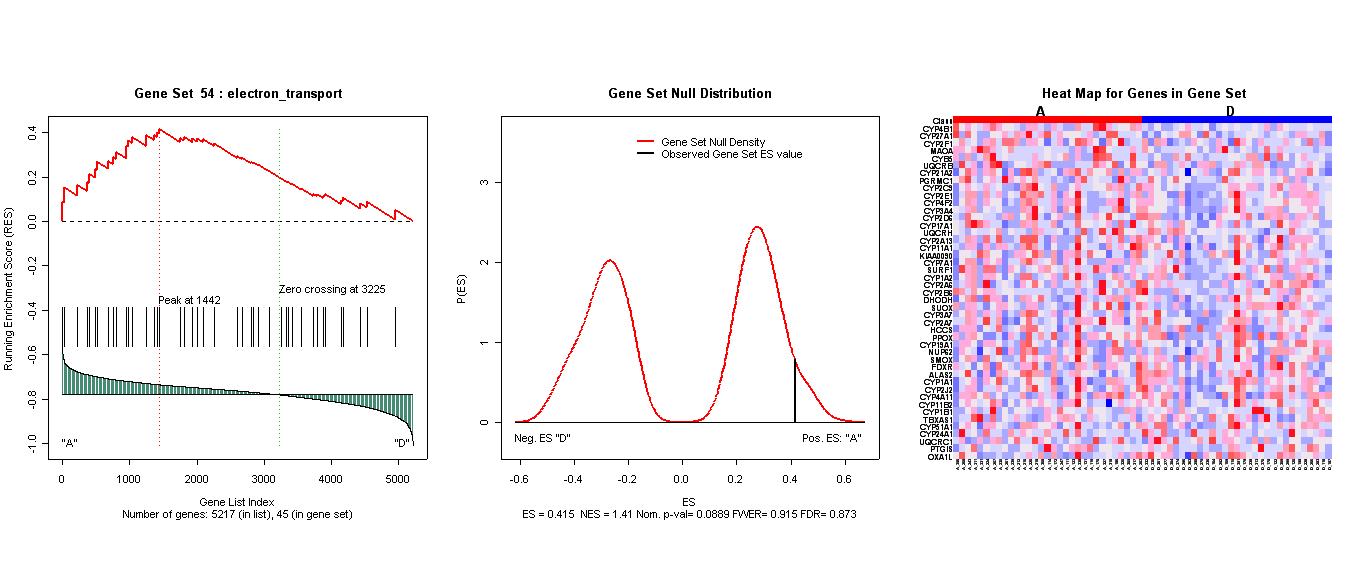 Gene Set 54 : electron_transport
Running Enrichment Score (RES)
0.4
0.2
0.0
-0.2
-0.4
-0.6
-0.8
-1.0
Peak at 1442
Zero crossing at 3225
"A"
"D"
0 1000 2000 3000 4000 5000
Gene List Index
Number of genes: 5217 (in list), 45 (in gene set)
Gene Set Null Distribution
Gene Set Null Density
Observed Gene Set ES value
P(ES)
3
2
1
0
Neg. ES "D"
Pos. ES: "A"
-0.6 -0.4 -0.2 0.0 0.2 0.4 0.6
ES
ES = 0.415 NES = 1.41 Nom. p-val= 0.0889 FWER= 0.915 FDR= 0.873
Heat Map for Genes in Gene Set
A D
Class
CYP4B1
CYP27A1
CYP2F1
MAOA
CYB5
CYP21A2
PGRMC1
CYP2C9
CYP2E1
CYP4F2
CYP3A4
CYP2D6
CYP17A1
UQCRH
CYP2A13
CYP11A1
KIAA0090
CYP7A1
SURF1
CYP1A2
CYP2A6
CYP2B6
DHODH
SUOX
CYP3A7
CYP2A7
HCCS
PPOX
CYP19A1
NUP62
SMOX
FDXR
ALAS2
CYP1A1
CYP2J2
CYP4A11
CYP11B2
CYP1B1
TBXAS1
CYP51A1
CYP24A1
UQCRC1
PTGIS
OXA1L